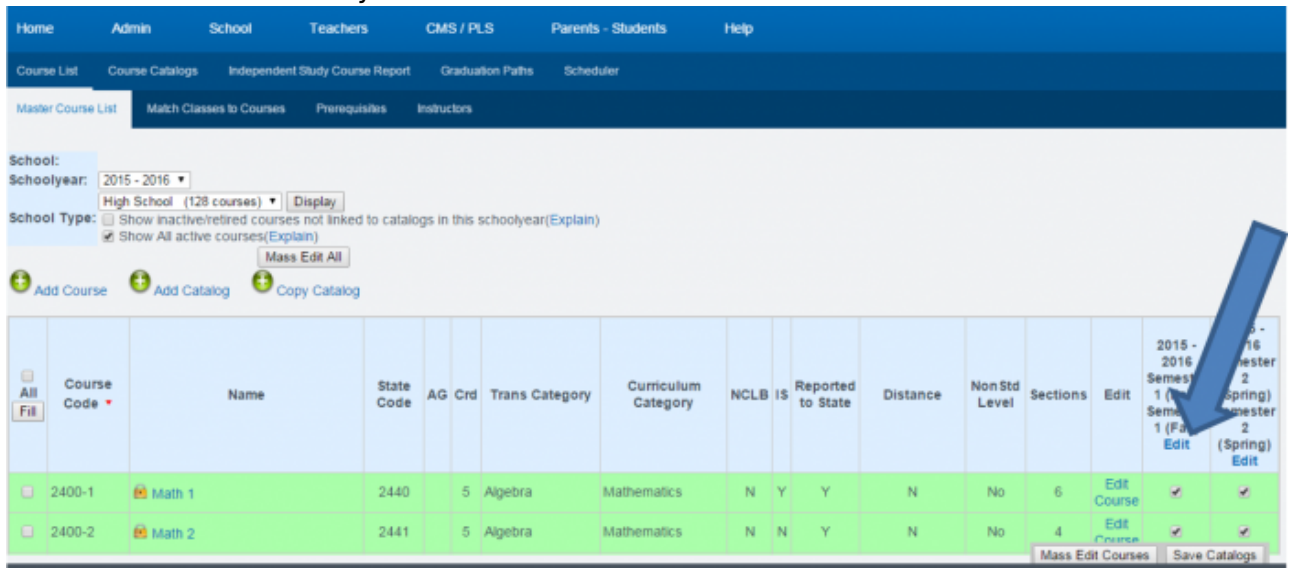 Home Admin School Teachers CMS / PLS Parents - Students Help
Course List Course Catalogs Independent Study Course Report Graduation Paths Scheduler
Master Course List Match Classes to Courses Prerequisites Instructors
School:
Schoolyear: 2015 - 2016
High School (128 courses) Display
School Type: Show inactive/retired courses not linked to catalogs in this schoolyear(Explain)
Show All active courses(Explain)
Mass Edit All
Add Course Add Catalog Copy Catalog
All Fill Course Code Name State Code AG Crd Trans Category Curriculum Category NCLB IS Reported to State Distance Non Std Level Sections Edit 2015 - 2016 1 1 Edit 2 (Spring) Edit
2400-1 Math 1 2440 5 Algebra Mathematics N Y Y N No 6 Edit Course
2400-2 Math 2 2441 5 Algebra Mathematics N N Y N No 4 Edit Course
Mass Edit Courses Save Catalogs